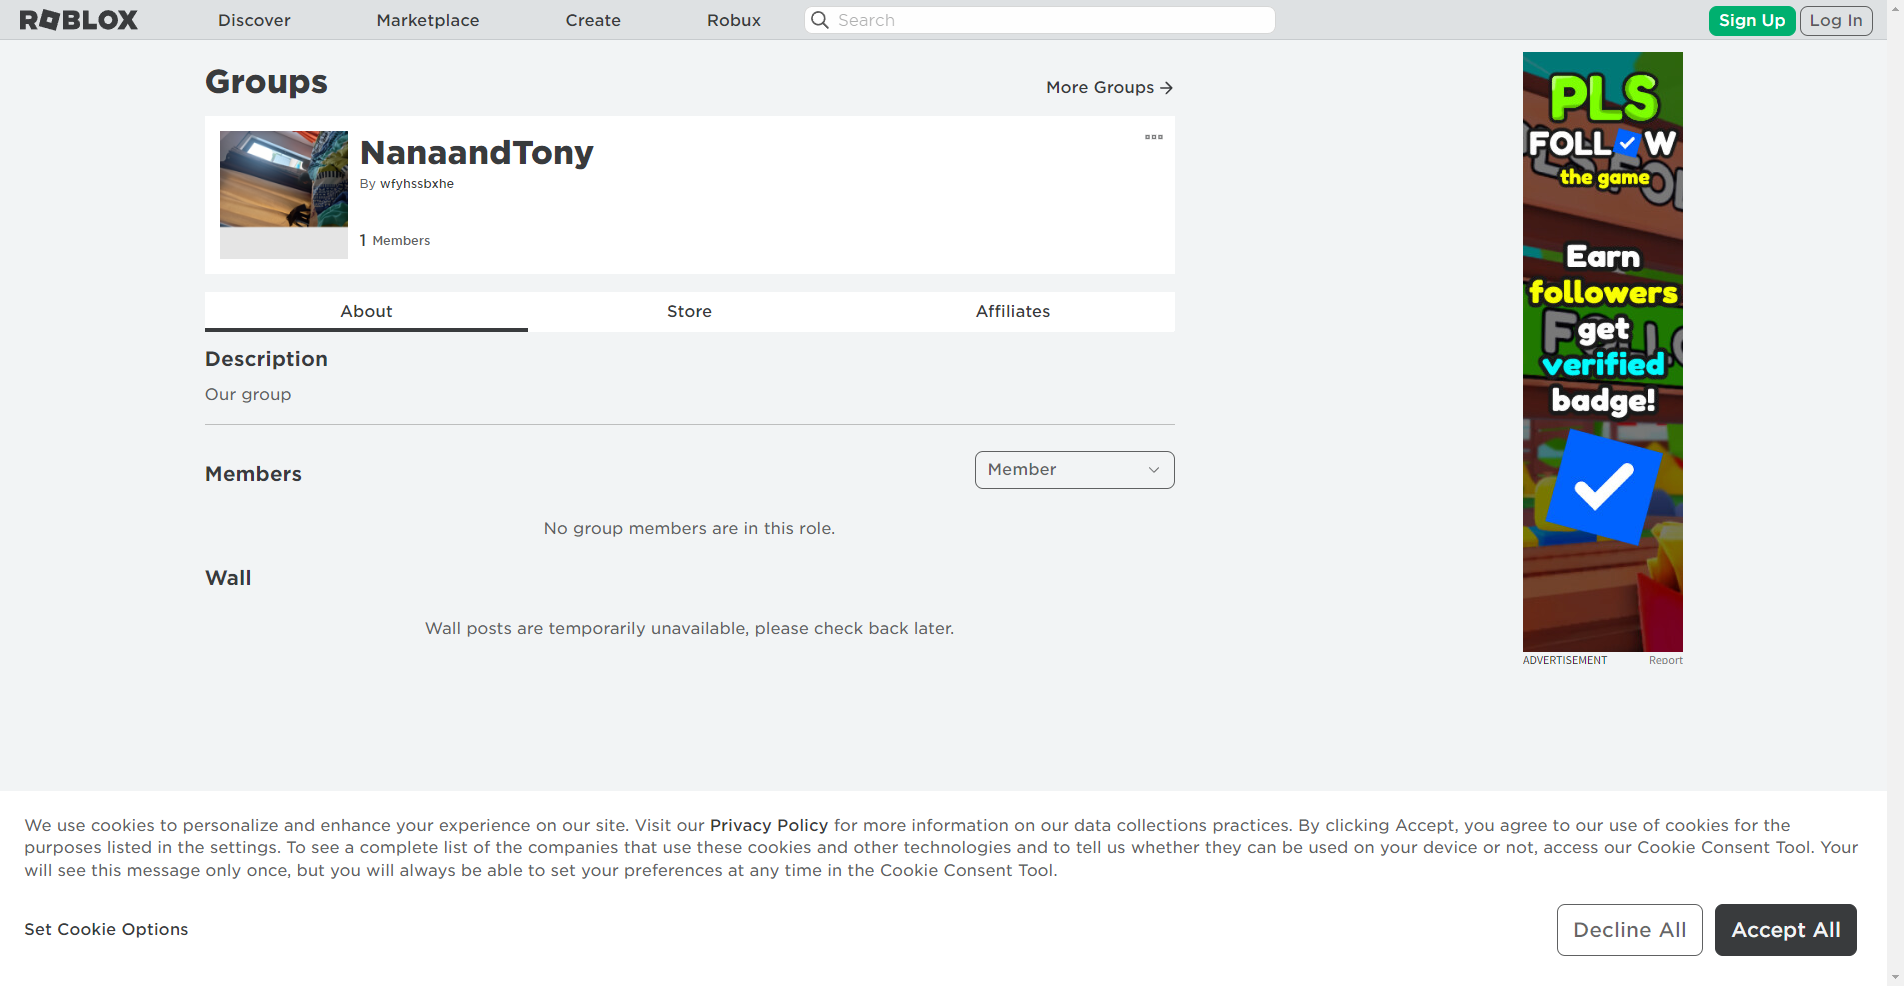 ROBLOX
Discover
Marketplace
Create
Robux
Search
Sign Up
Log In
Groups
More Groups
NanaandTony
By wfyhssbxhe
1 Members
About
Store
Affiliates
Description
Our group
Members
Member
No group members are in this role.
Wall
Wall posts are temporarily unavailable, please check back later.
PLS
FOLLOW
the game
Earn
followers
get
verified
badge!
ADVERTISEMENT
Report
We use cookies to personalize and enhance your experience on our site. Visit our Privacy Policy for more information on our data collections practices. By clicking Accept, you agree to our use of cookies for the
purposes listed in the settings. To see a complete list of the companies that use these cookies and other technologies and to tell us whether they can be used on your device or not, access our Cookie Consent Tool. Your
will see this message only once, but you will always be able to set your preferences at any time in the Cookie Consent Tool.
Set Cookie Options
Decline All
Accept All